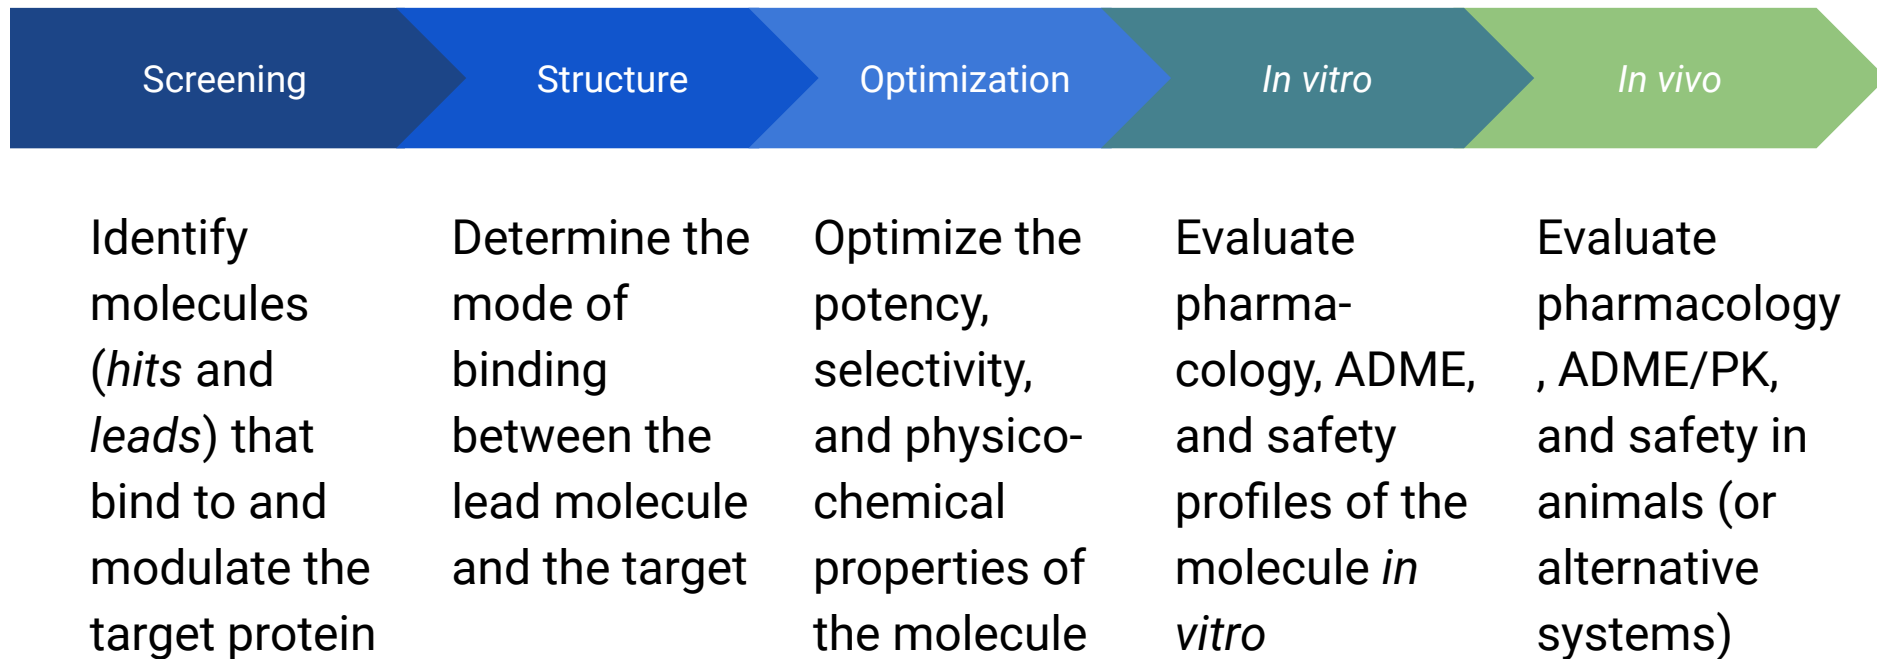 Screening
Structure
Optimization
In vitro
In vivo
Identify
molecules
(hits and
leads) that
bind to and
modulate the
target protein
Determine the
mode of
binding
between the
lead molecule
and the target
Optimize the
potency,
selectivity,
and physico-
chemical
properties of
the molecule
Evaluate
pharma-
cology, ADME,
and safety
profiles of the
molecule in
vitro
Evaluate
pharmacology
, ADME/PK,
and safety in
animals (or
alternative
systems)